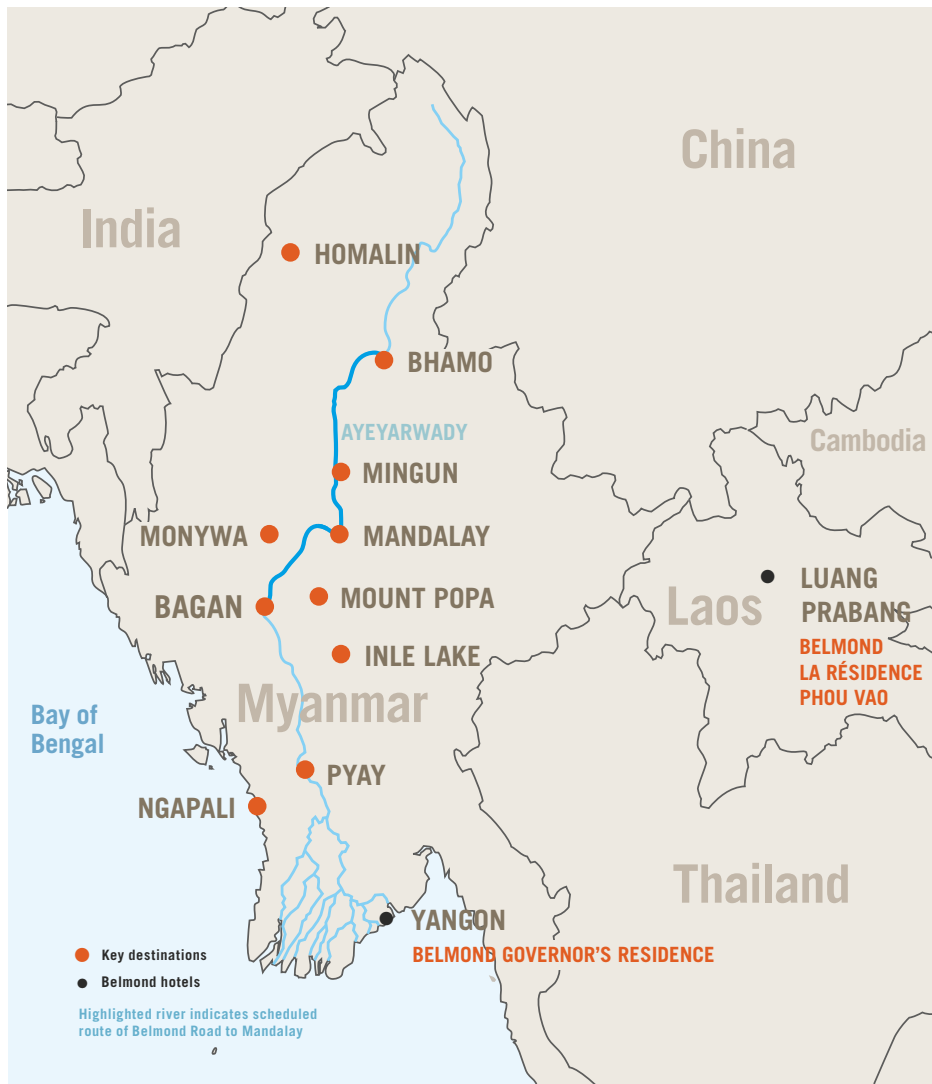 China
India
HOMALIN
BHAMO
AYEYARWADY
Cambodia
MINGUN
MONYWA
MANDALAY
LUANG
PRABANG
Laos
BAGAN
MOUNT POPA
BELMOND
LA RÉSIDENCE
PHOU VAO
INLE LAKE
Myanmar
Bay of
Bengal
PYAY
NGAPALI
Thailand
YANGON
BELMOND GOVERNOR'S RESIDENCE
Key destinations
Belmond hotels
Highlighted river indicates scheduled
route of Belmond Road to Mandalay